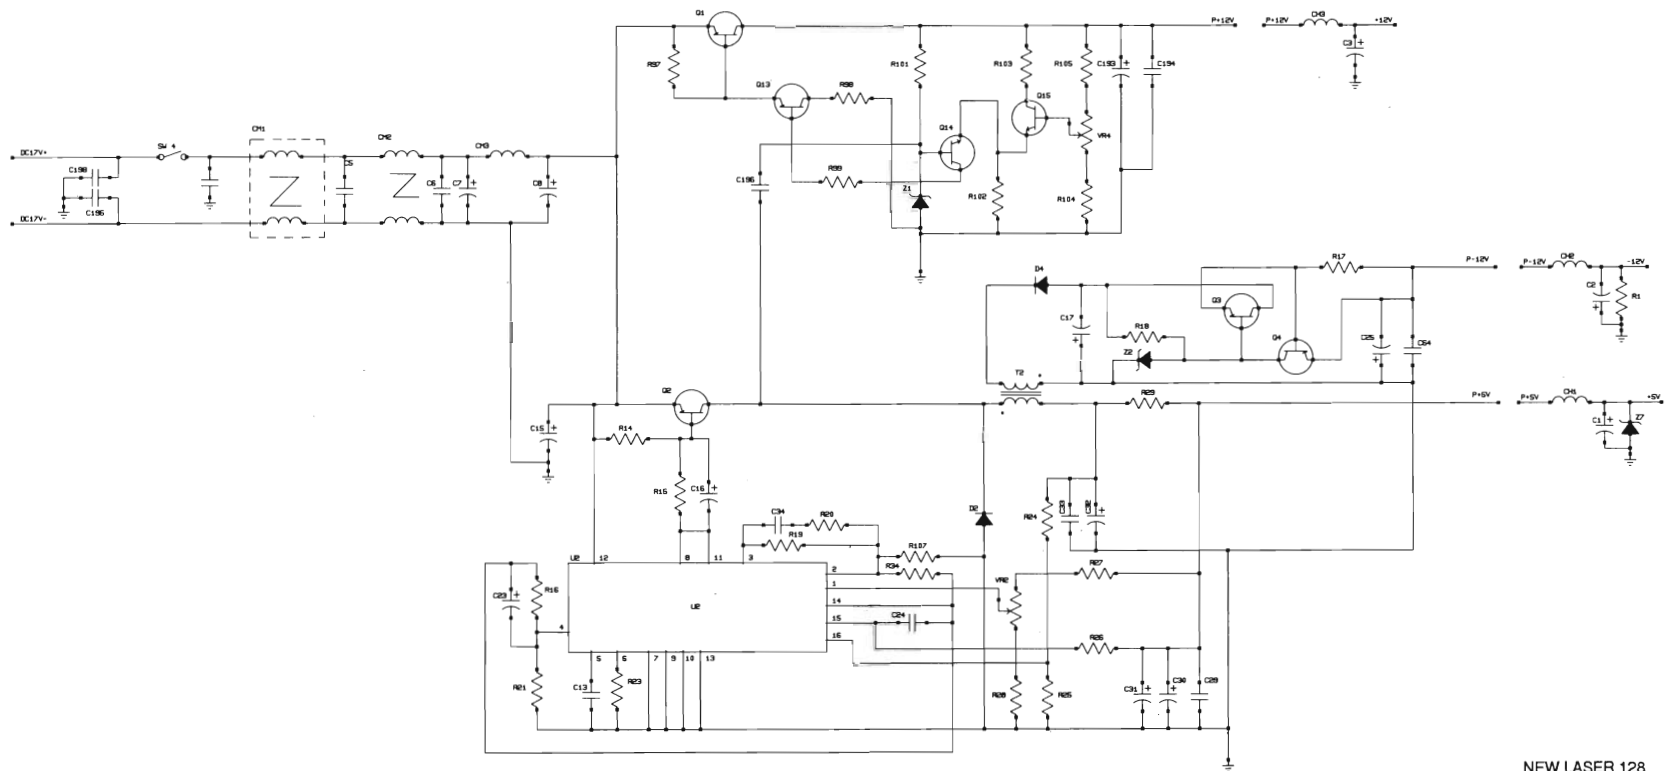 Q1
P+12V
P+12V
CH3
+12V
R97
R101
R103
R105
C193 +
C194
C3 +
Q13
R98
Q15
Q14
VR4
CM1
CM2
CM3
SW 4
DC17V+
C198
C196
DC17V-
C5
C6
C7 +
C8 +
R99
C196
Z1
R102
R104
R17
P-12V
P-12V
CH2
-12V
D4
Q3
C2
+
R1
C17
+
R18
Z2
Q4
C25
+
C64
T2
Q2
R29
P+5V
P+5V
CH1
+5V
C15 +
R14
C1 +
Z7
R15
C16 +
C34
R20
R19
D2
R24
C33
C32 +
R107
R34
R27
U2
12
8
11
3
2
1
14
15
16
U2
VR2
C23 +
R16
4
C24
R26
5
6
7
9
10
13
R21
C13
R23
R28
R25
C31 +
C30 +
C29
NEW LASER 128